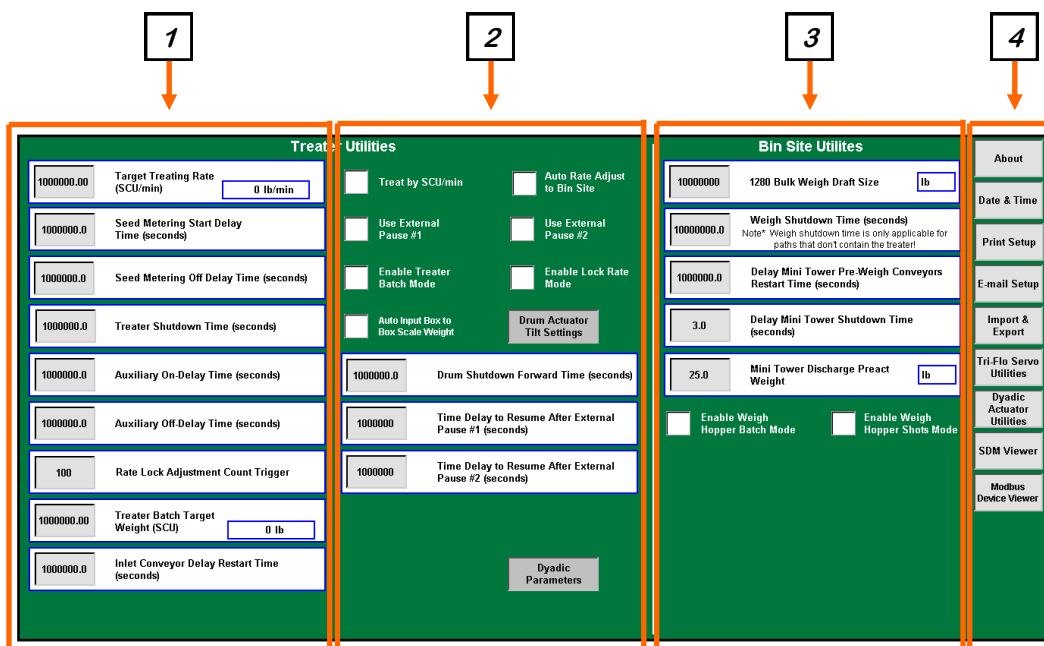 1
2
3
4
Treater Utilities
1000000.00
Target Treating Rate
(SCU/min)
0 lb/min
1000000.0
Seed Metering Start Delay
Time (seconds)
1000000.0
Seed Metering Off Delay Time (seconds)
1000000.0
Treater Shutdown Time (seconds)
1000000.0
Auxiliary On-Delay Time (seconds)
1000000.0
Auxiliary Off-Delay Time (seconds)
100
Rate Lock Adjustment Count Trigger
1000000.00
Treater Batch Target
Weight (SCU)
0 lb
1000000.0
Inlet Conveyor Delay Restart Time
(seconds)
Treat by SCU/min
Auto Rate Adjust
to Bin Site
Use External
Pause #1
Use External
Pause #2
Enable Treater
Batch Mode
Enable Lock Rate
Mode
Auto Input Box to
Box Scale Weight
Drum Actuator
Tilt Settings
1000000.0
Drum Shutdown Forward Time (seconds)
1000000
Time Delay to Resume After External
Pause #1 (seconds)
1000000
Time Delay to Resume After External
Pause #2 (seconds)
Dyadic
Parameters
Bin Site Utilites
10000000
1280 Bulk Weigh Draft Size
lb
10000000.0
Weigh Shutdown Time (seconds)
Note* Weigh shutdown time is only applicable for
paths that don't contain the treater!
1000000.0
Delay Mini Tower Pre-Weigh Conveyors
Restart Time (seconds)
3.0
Delay Mini Tower Shutdown Time
(seconds)
25.0
Mini Tower Discharge Preact
Weight
lb
Enable Weigh
Hopper Batch Mode
Enable Weigh
Hopper Shots Mode
About
Date & Time
Print Setup
E-mail Setup
Import &
Export
Tri-Flo Servo
Utilities
Dyadic
Actuator
Utilities
SDM Viewer
Modbus
Device Viewer